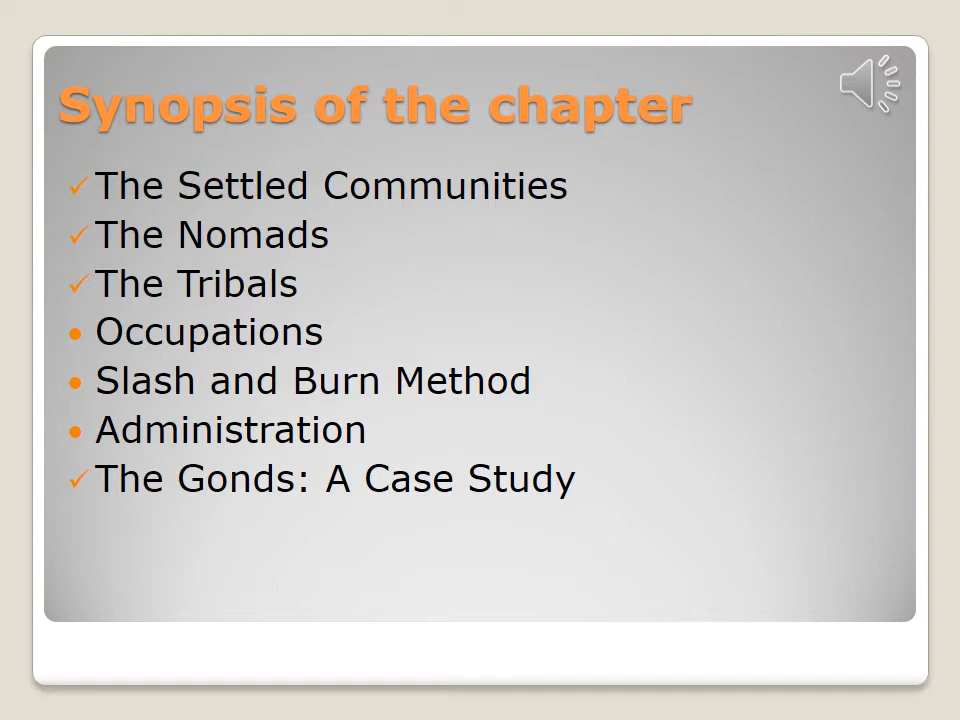 Synopsis of the chapter
✓ The Settled Communities
✓ The Nomads
✓ The Tribals
• Occupations
• Slash and Burn Method
• Administration
✓ The Gonds: A Case Study